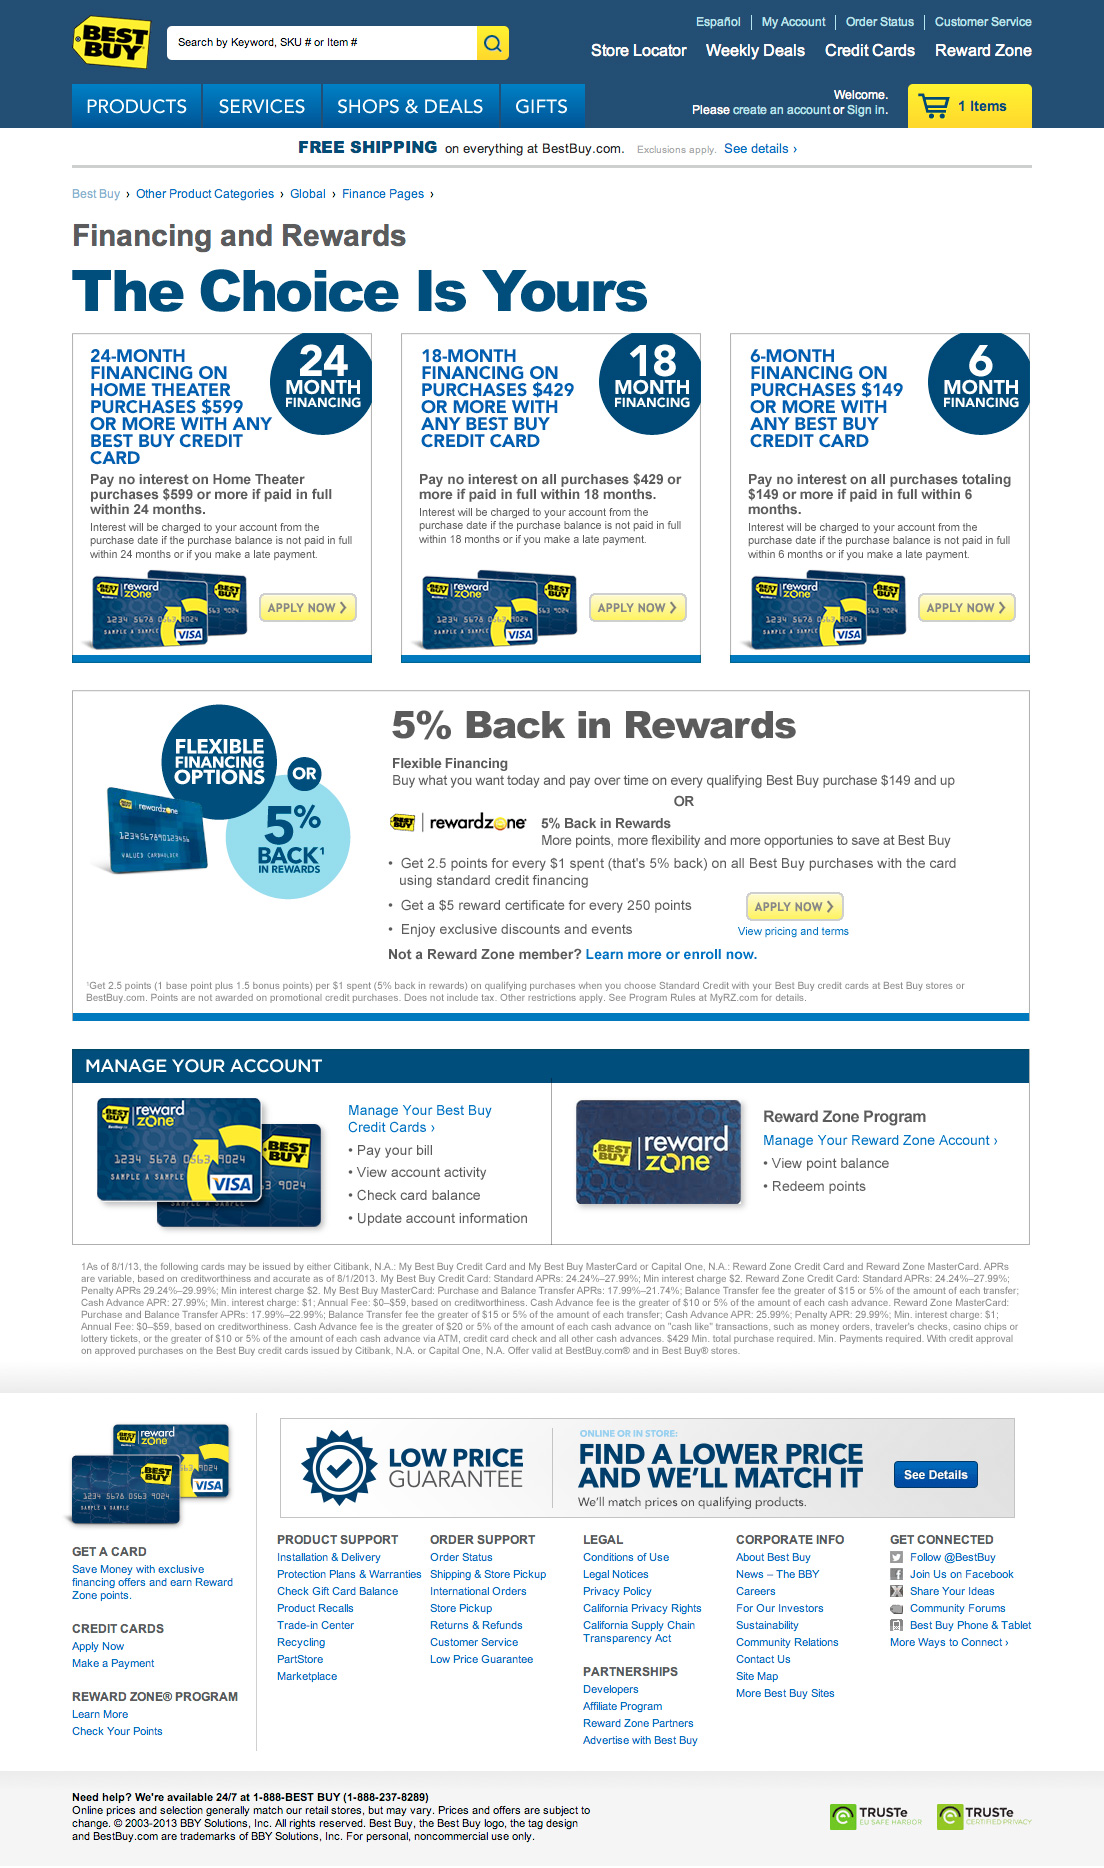 BEST BUY
Search by Keyword, SKU # or Item #
Español | My Account | Order Status | Customer Service
Store Locator Weekly Deals Credit Cards Reward Zone
PRODUCTS SERVICES SHOPS & DEALS GIFTS
Welcome.
Please create an account or Sign in.
1 Items
FREE SHIPPING on everything at BestBuy.com. Exclusions apply. See details ›
Best Buy › Other Product Categories › Global › Finance Pages ›
Financing and Rewards
The Choice Is Yours
24-MONTH
FINANCING ON
HOME THEATER
PURCHASES $599
OR MORE WITH ANY
BEST BUY CREDIT
CARD
24
MONTH
FINANCING
Pay no interest on Home Theater
purchases $599 or more if paid in full
within 24 months.
Interest will be charged to your account from the
purchase date if the purchase balance is not paid in full
within 24 months or if you make a late payment.
APPLY NOW ›
18-MONTH
FINANCING ON
PURCHASES $429
OR MORE WITH
ANY BEST BUY
CREDIT CARD
18
MONTH
FINANCING
Pay no interest on all purchases $429 or
more if paid in full within 18 months.
Interest will be charged to your account from the
purchase date if the purchase balance is not paid in full
within 18 months or if you make a late payment.
APPLY NOW ›
6-MONTH
FINANCING ON
PURCHASES $149
OR MORE WITH
ANY BEST BUY
CREDIT CARD
6
MONTH
FINANCING
Pay no interest on all purchases totaling
$149 or more if paid in full within 6
months.
Interest will be charged to your account from the
purchase date if the purchase balance is not paid in full
within 6 months or if you make a late payment.
APPLY NOW ›
FLEXIBLE
FINANCING
OPTIONS
OR
5%
BACK¹
IN REWARDS
rewardzone
1234567890123456
VALUED CARDHOLDER
5% Back in Rewards
Flexible Financing
Buy what you want today and pay over time on every qualifying Best Buy purchase $149 and up
OR
BEST BUY | rewardzone
5% Back in Rewards
More points, more flexibility and more opportunies to save at Best Buy
• Get 2.5 points for every $1 spent (that's 5% back) on all Best Buy purchases with the card
using standard credit financing
• Get a $5 reward certificate for every 250 points
• Enjoy exclusive discounts and events
APPLY NOW ›
View pricing and terms
Not a Reward Zone member? Learn more or enroll now.
¹Get 2.5 points (1 base point plus 1.5 bonus points) per $1 spent (5% back in rewards) on qualifying purchases when you choose Standard Credit with your Best Buy credit cards at Best Buy stores or
BestBuy.com. Points are not awarded on promotional credit purchases. Does not include tax. Other restrictions apply. See Program Rules at MyRZ.com for details.
MANAGE YOUR ACCOUNT
BEST BUY | reward zone
1234 5678 0563 9024
SAMPLE A SAMPLE
VISA
BEST BUY
Manage Your Best Buy
Credit Cards ›
• Pay your bill
• View account activity
• Check card balance
• Update account information
BEST BUY | reward zone
Reward Zone Program
Manage Your Reward Zone Account ›
• View point balance
• Redeem points
1As of 8/1/13, the following cards may be issued by either Citibank, N.A.: My Best Buy Credit Card and My Best Buy MasterCard or Capital One, N.A.: Reward Zone Credit Card and Reward Zone MasterCard. APRs
are variable, based on creditworthiness and accurate as of 8/1/2013. My Best Buy Credit Card: Standard APRs: 24.24%–27.99%; Min interest charge $2. Reward Zone Credit Card: Standard APRs: 24.24%–27.99%;
Penalty APRs 29.24%–29.99%; Min interest charge $2. My Best Buy MasterCard: Purchase and Balance Transfer APRs: 17.99%–21.74%; Balance Transfer fee the greater of $15 or 5% of the amount of each transfer;
Cash Advance APR: 27.99%; Min. interest charge: $1; Annual Fee: $0–$59, based on creditworthiness. Cash Advance fee is the greater of $10 or 5% of the amount of each cash advance. Reward Zone MasterCard:
Purchase and Balance Transfer APRs: 17.99%–22.99%; Balance Transfer fee the greater of $15 or 5% of the amount of each transfer; Cash Advance APR: 25.99%; Penalty APR: 29.99%; Min. interest charge: $1;
Annual Fee: $0–$59, based on creditworthiness. Cash Advance fee is the greater of $20 or 5% of the amount of each cash advance on "cash like" transactions, such as money orders, traveler's checks, casino chips or
lottery tickets, or the greater of $10 or 5% of the amount of each cash advance via ATM, credit card check and all other cash advances. $429 Min. total purchase required. Min. Payments required. With credit approval
on approved purchases on the Best Buy credit cards issued by Citibank, N.A. or Capital One, N.A. Offer valid at BestBuy.com® and in Best Buy® stores.
LOW PRICE
GUARANTEE
ONLINE OR IN STORE:
FIND A LOWER PRICE
AND WE'LL MATCH IT
We'll match prices on qualifying products.
See Details
GET A CARD
Save Money with exclusive
financing offers and earn Reward
Zone points.
CREDIT CARDS
Apply Now
Make a Payment
REWARD ZONE® PROGRAM
Learn More
Check Your Points
PRODUCT SUPPORT
Installation & Delivery
Protection Plans & Warranties
Check Gift Card Balance
Product Recalls
Trade-in Center
Recycling
PartStore
Marketplace
ORDER SUPPORT
Order Status
Shipping & Store Pickup
International Orders
Store Pickup
Returns & Refunds
Customer Service
Low Price Guarantee
LEGAL
Conditions of Use
Legal Notices
Privacy Policy
California Privacy Rights
California Supply Chain
Transparency Act
PARTNERSHIPS
Developers
Affiliate Program
Reward Zone Partners
Advertise with Best Buy
CORPORATE INFO
About Best Buy
News – The BBY
Careers
For Our Investors
Sustainability
Community Relations
Contact Us
Site Map
More Best Buy Sites
GET CONNECTED
Follow @BestBuy
Join Us on Facebook
Share Your Ideas
Community Forums
Best Buy Phone & Tablet
More Ways to Connect ›
Need help? We're available 24/7 at 1-888-BEST BUY (1-888-237-8289)
Online prices and selection generally match our retail stores, but may vary. Prices and offers are subject to
change. © 2003-2013 BBY Solutions, Inc. All rights reserved. Best Buy, the Best Buy logo, the tag design
and BestBuy.com are trademarks of BBY Solutions, Inc. For personal, noncommercial use only.
TRUSTe
EU SAFE HARBOR
TRUSTe
CERTIFIED PRIVACY